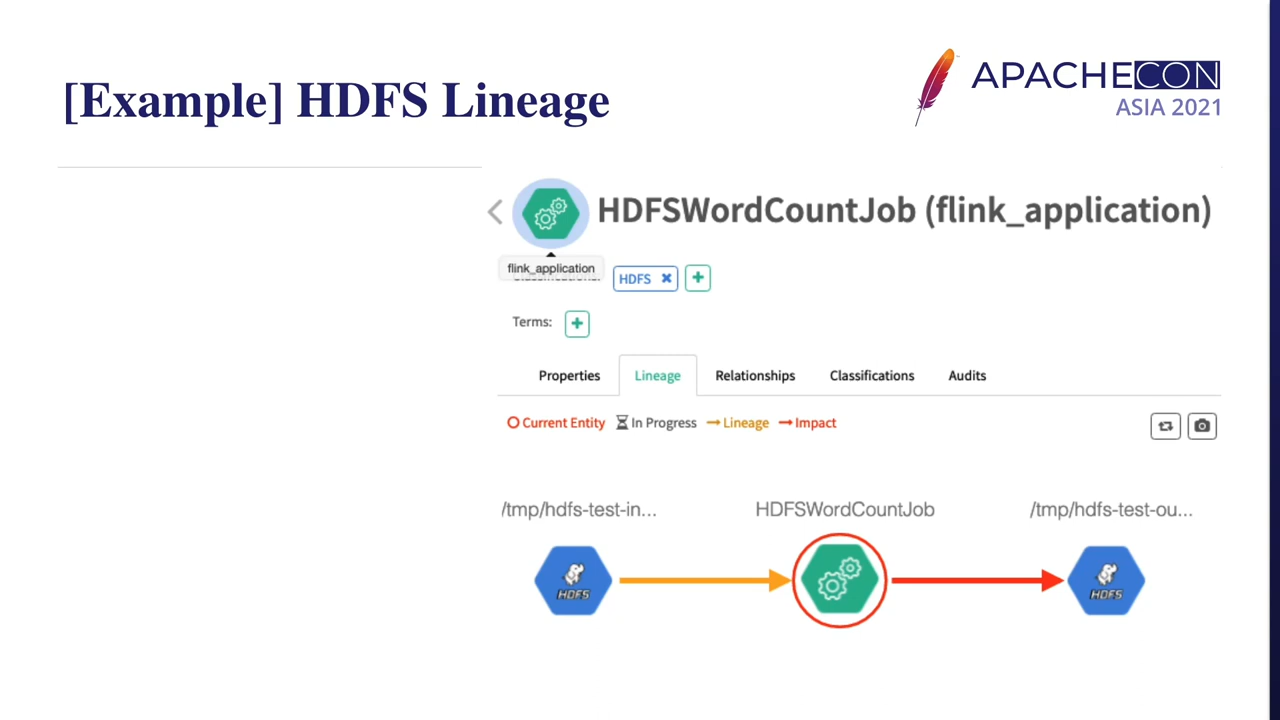 [Example] HDFS Lineage
APACHECON
ASIA 2021
HDFSWordCountJob (flink_application)
flink_application
HDFS
Terms:
Properties Lineage Relationships Classifications Audits
Current Entity In Progress Lineage Impact
/tmp/hdfs-test-in... HDFSWordCountJob /tmp/hdfs-test-ou...
HDFS HDFS